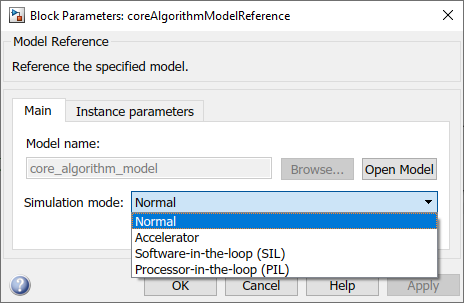 Block Parameters: coreAlgorithmModelReference
Model Reference
Reference the specified model.
Main
Instance parameters
Model name:
core_algorithm_model
Browse...
Open Model
Simulation mode:
Normal
Normal
Accelerator
Software-in-the-loop (SIL)
Processor-in-the-loop (PIL)
OK
Cancel
Help
Apply